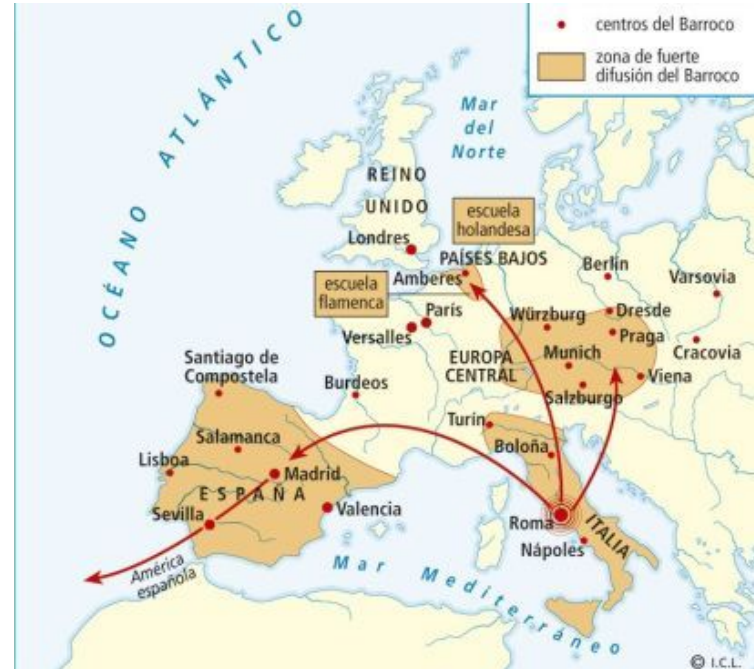 centros del Barroco
zona de fuerte
difusión del Barroco
OCÉANO ATLÁNTICO
Mar
del
Norte
REINO
UNIDO
Londres
escuela
holandesa
PAÍSES BAJOS
Amberes
escuela
flamenca
Berlín
Varsovia
París
Versalles
Würzburg
Dresde
Praga
Cracovia
EUROPA
CENTRAL
Munich
Viena
Salzburgo
Santiago de
Compostela
Burdeos
Turín
Boloña
Salamanca
Lisboa
Madrid
ESPAÑA
Sevilla
Valencia
Roma
ITALIA
Nápoles
América
española
Mar Mediterráneo
© I.C.L.